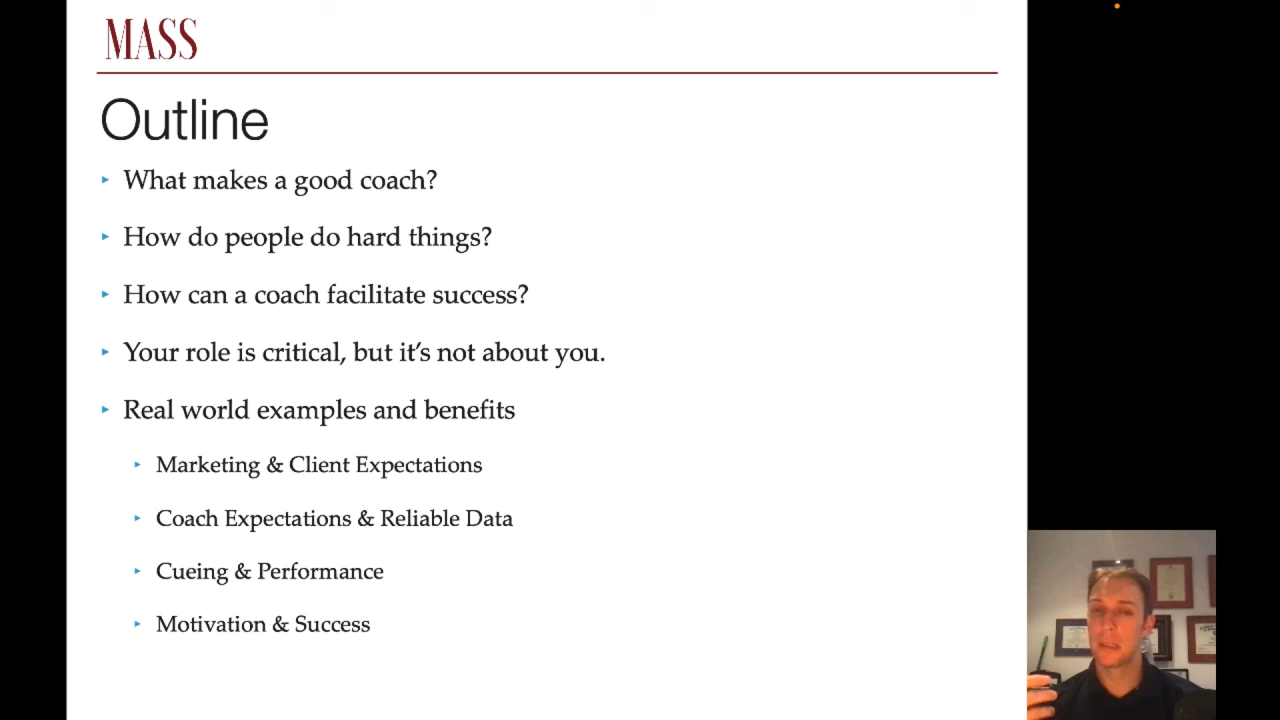 MASS
Outline
What makes a good coach?
How do people do hard things?
How can a coach facilitate success?
Your role is critical, but it's not about you.
Real world examples and benefits
Marketing & Client Expectations
Coach Expectations & Reliable Data
Cueing & Performance
Motivation & Success